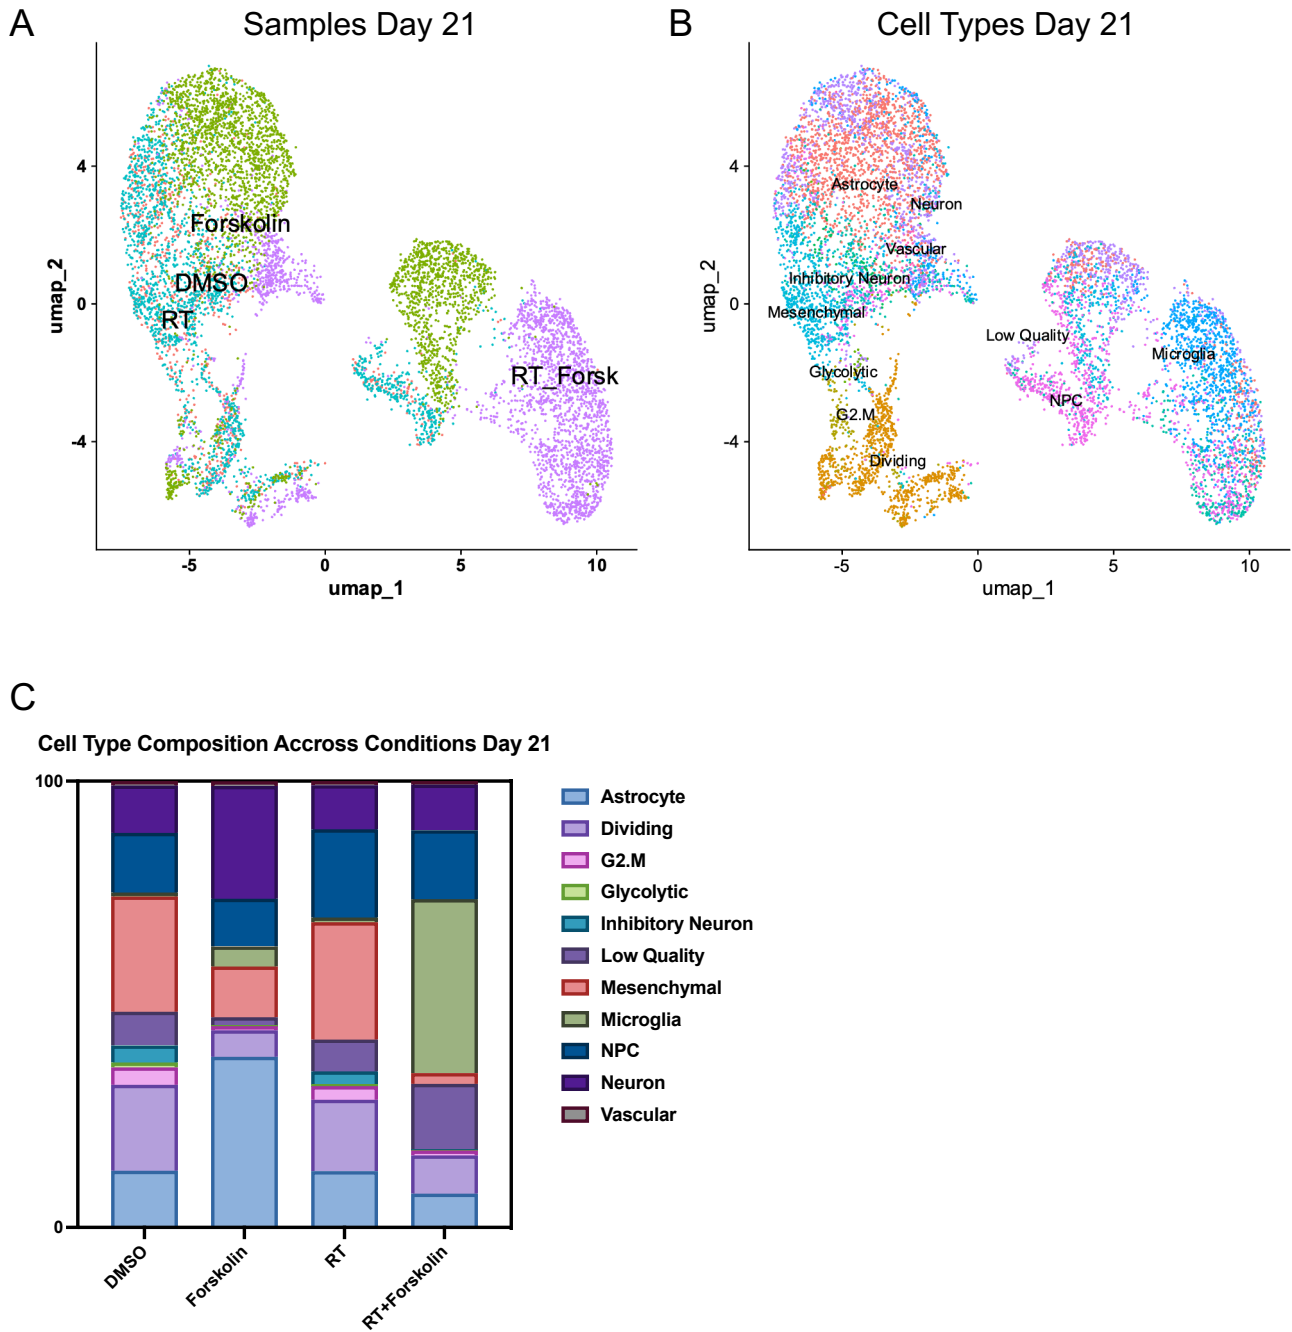 A
Samples Day 21
4
0
-4
umap_2
Forskolin
DMSO
RT
RT_Forsk
-5
0
5
10
umap_1
B
Cell Types Day 21
4
0
-4
umap_2
Astrocyte
Neuron
Vascular
Inhibitory Neuron
Mesenchymal
Low Quality
Microglia
Glycolytic
NPC
G2.M
Dividing
-5
0
5
10
umap_1
C
Cell Type Composition Accross Conditions Day 21
100
0
DMSO
Forskolin
RT
RT+Forskolin
Astrocyte
Dividing
G2.M
Glycolytic
Inhibitory Neuron
Low Quality
Mesenchymal
Microglia
NPC
Neuron
Vascular